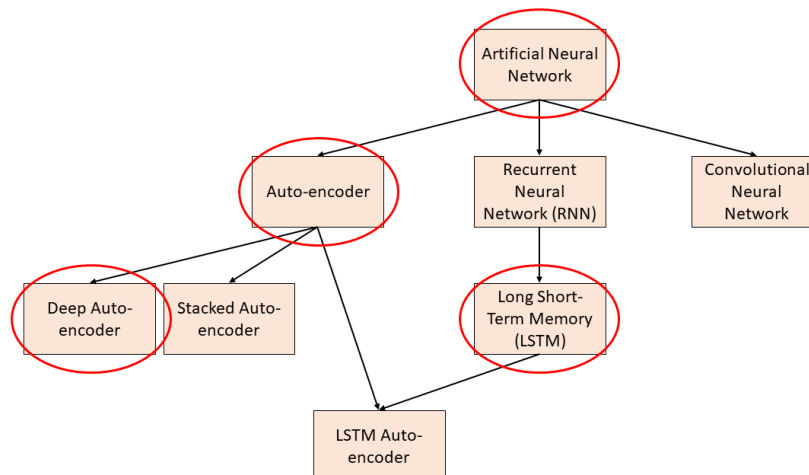 Artificial Neural
Network
Auto-encoder
Recurrent
Neural
Network (RNN)
Convolutional
Neural
Network
Deep Auto-
encoder
Stacked Auto-
encoder
Long Short-
Term Memory
(LSTM)
LSTM Auto-
encoder